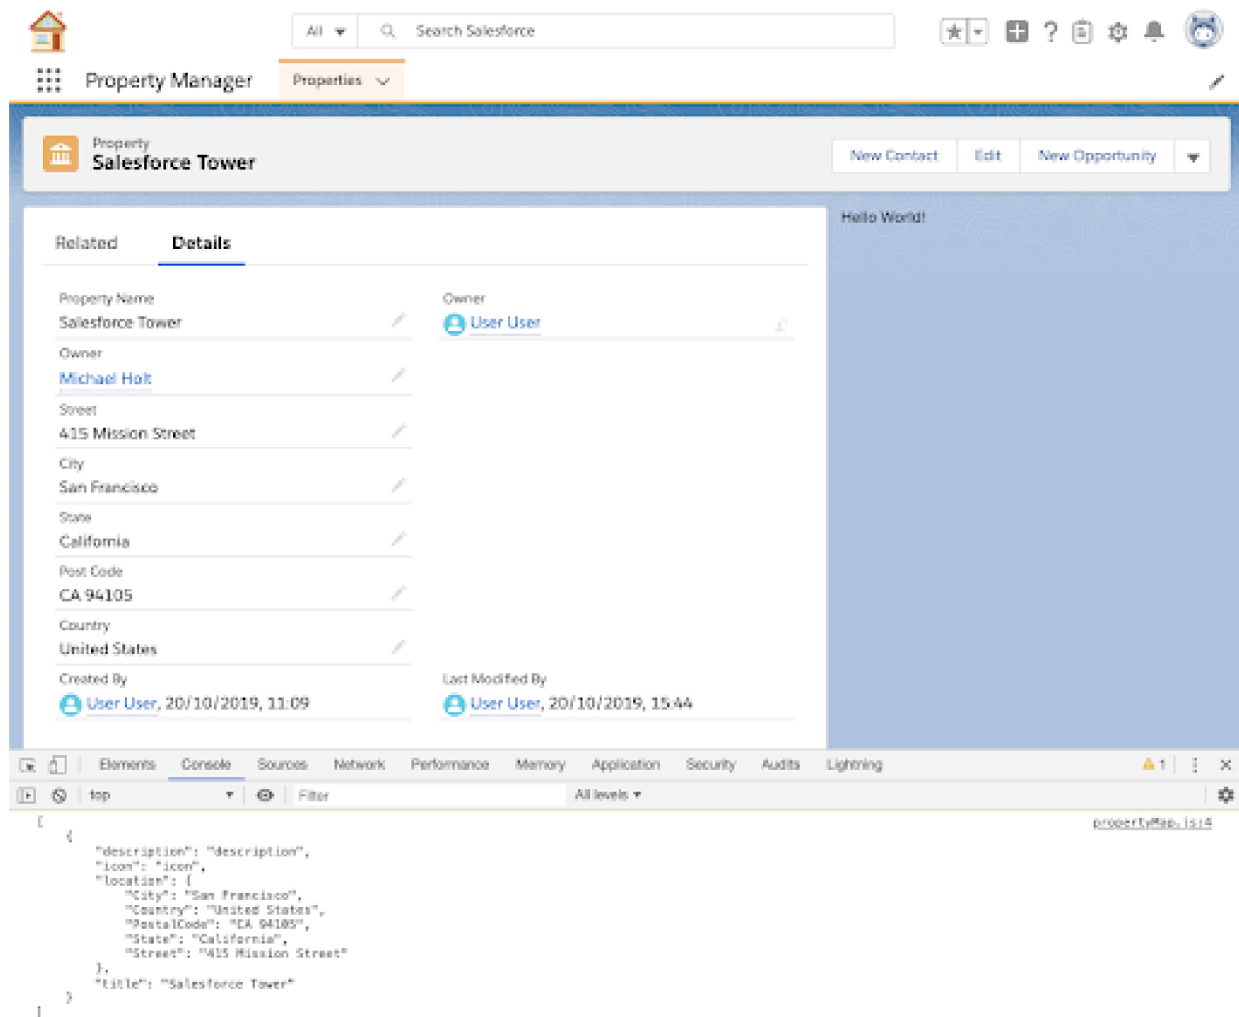 All
Search Salesforce
Property Manager
Properties
Property
Salesforce Tower
New Contact
Edit
New Opportunity
Hello World!
Related
Details
Property Name
Salesforce Tower
Owner
User User
Owner
Michael Holt
Street
415 Mission Street
City
San Francisco
State
California
Post Code
CA 94105
Country
United States
Created By
User User, 20/10/2019, 11:09
Last Modified By
User User, 20/10/2019, 15:44
Elements Console Sources Network Performance Memory Application Security Audits Lightning 1
top
Filter
All levels
propertyMap.js:4
[
{
"description": "description",
"icon": "icon",
"location": {
"City": "San Francisco",
"Country": "United States",
"PostalCode": "CA 94105",
"State": "California",
"Street": "415 Mission Street"
},
"title": "Salesforce Tower"
}
]